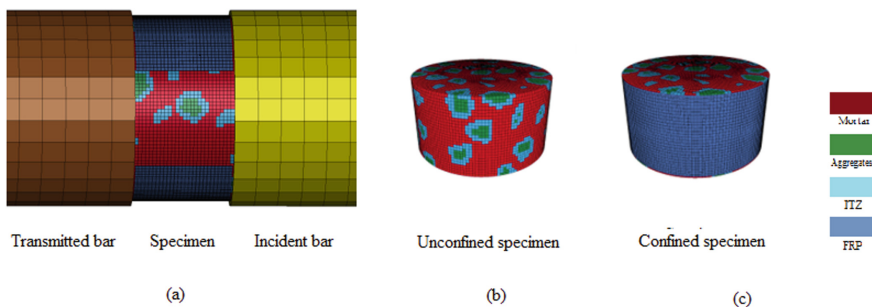 Transmitted bar Specimen Incident bar
(a)
Unconfined specimen
(b)
Confined specimen
(c)
Mortar
Aggregates
ITZ
FRP